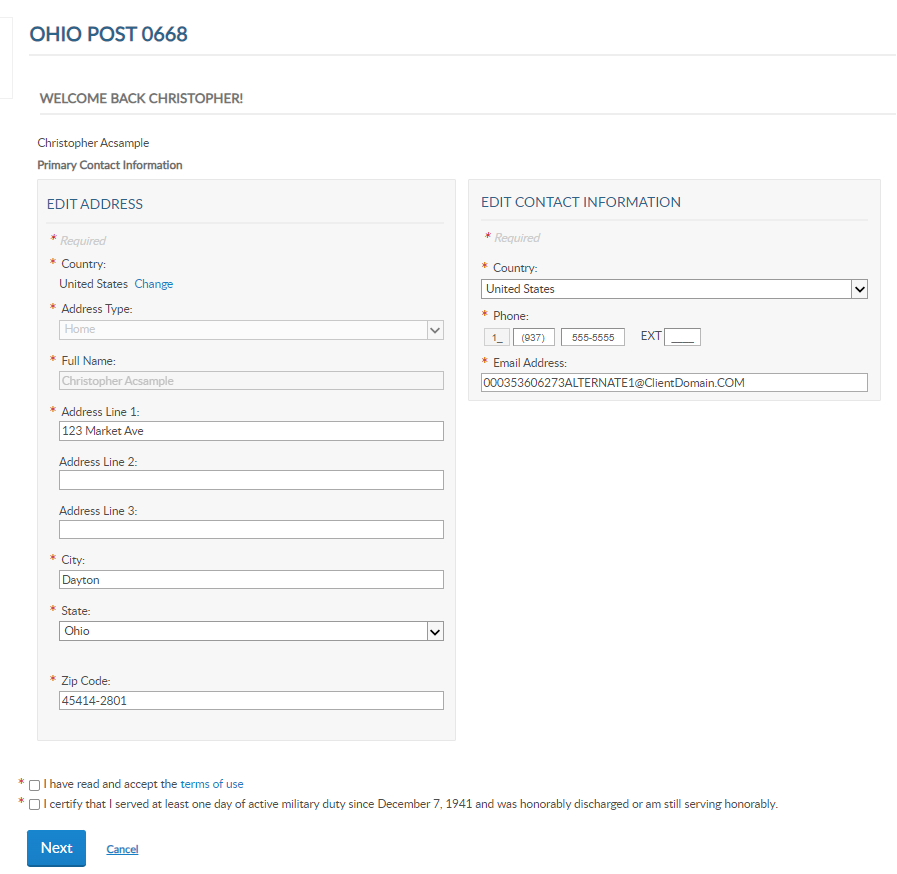 OHIO POST 0668
WELCOME BACK CHRISTOPHER!
Christopher Acsample
Primary Contact Information
EDIT ADDRESS
* Required
* Country:
United States Change
* Address Type:
Home
* Full Name:
Christopher Acsample
* Address Line 1:
123 Market Ave
Address Line 2:
Address Line 3:
* City:
Dayton
* State:
Ohio
* Zip Code:
45414-2801
EDIT CONTACT INFORMATION
* Required
* Country:
United States
* Phone:
1_ (937) 555-5555 EXT ____
* Email Address:
000353606273ALTERNATE1@ClientDomain.COM
* I have read and accept the terms of use
* I certify that I served at least one day of active military duty since December 7, 1941 and was honorably discharged or am still serving honorably.
Next Cancel